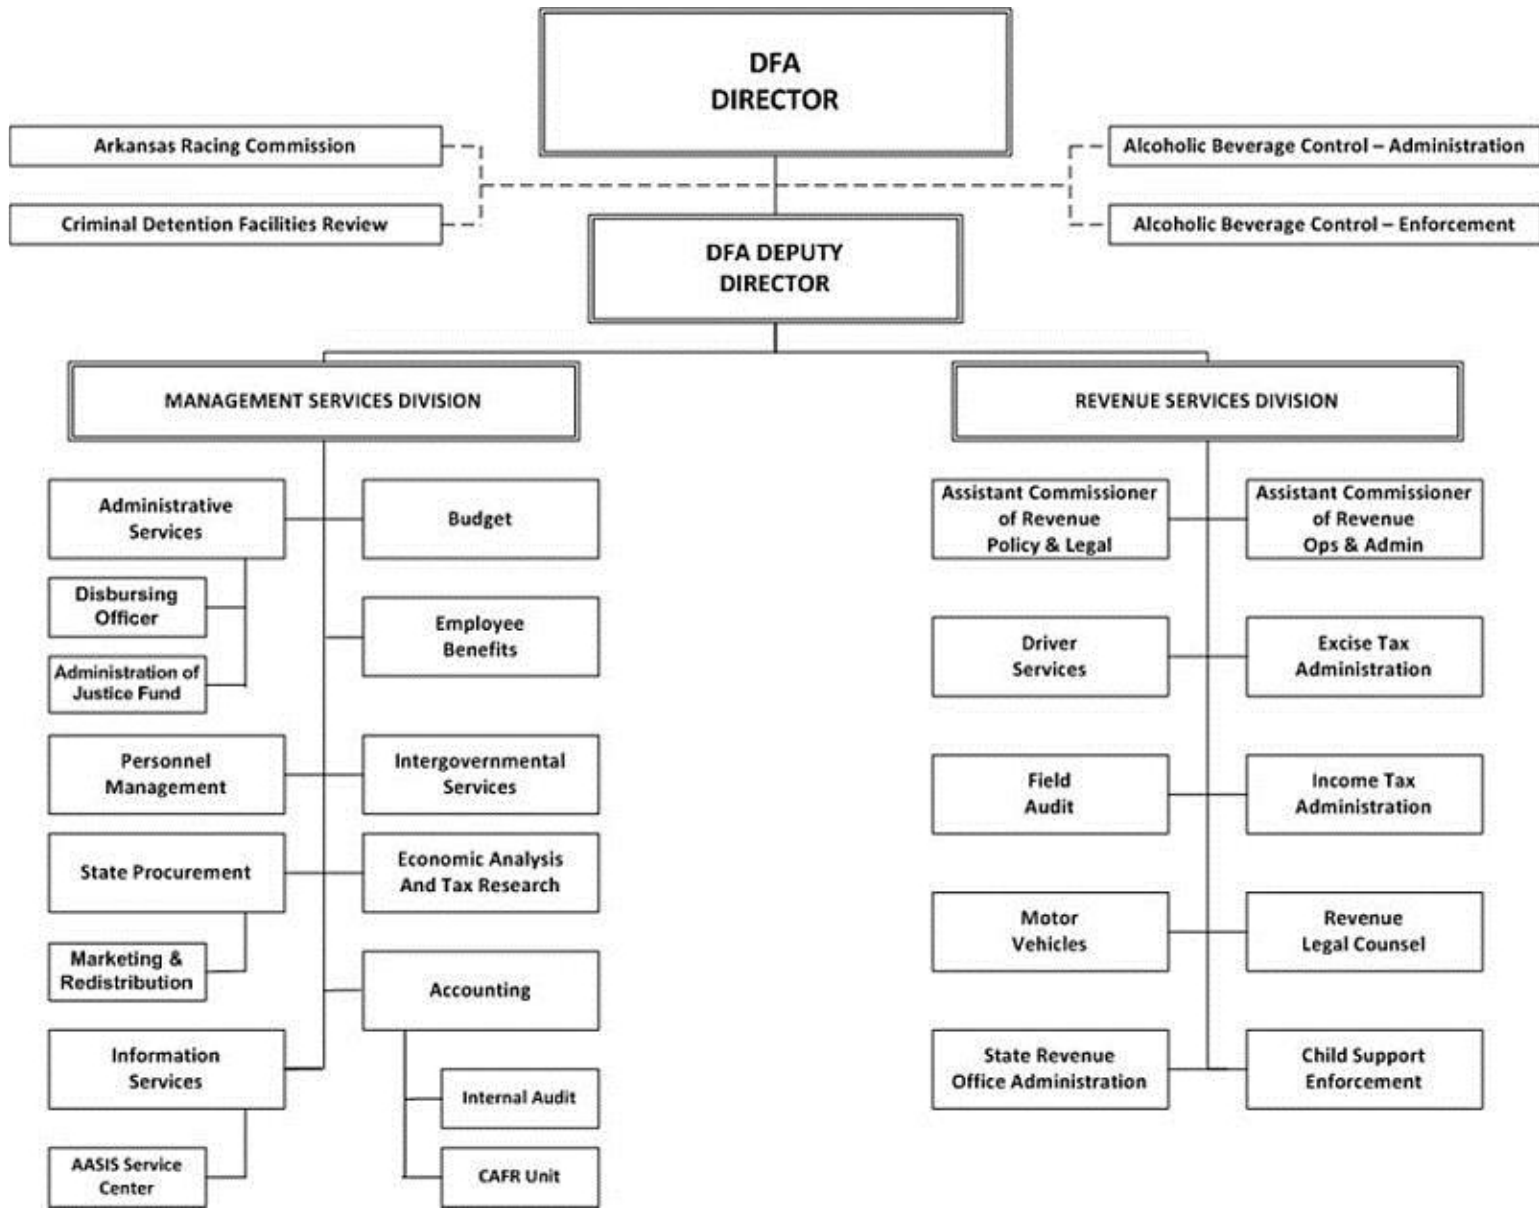 DFA
DIRECTOR
Arkansas Racing Commission
Alcoholic Beverage Control – Administration
Criminal Detention Facilities Review
Alcoholic Beverage Control – Enforcement
DFA DEPUTY
DIRECTOR
MANAGEMENT SERVICES DIVISION
REVENUE SERVICES DIVISION
Administrative
Services
Budget
Disbursing
Officer
Employee
Benefits
Administration of
Justice Fund
Personnel
Management
Intergovernmental
Services
State Procurement
Economic Analysis
And Tax Research
Marketing &
Redistribution
Accounting
Information
Services
Internal Audit
AASIS Service
Center
CAFR Unit
Assistant Commissioner
of Revenue
Policy & Legal
Assistant Commissioner
of Revenue
Ops & Admin
Driver
Services
Excise Tax
Administration
Field
Audit
Income Tax
Administration
Motor
Vehicles
Revenue
Legal Counsel
State Revenue
Office Administration
Child Support
Enforcement